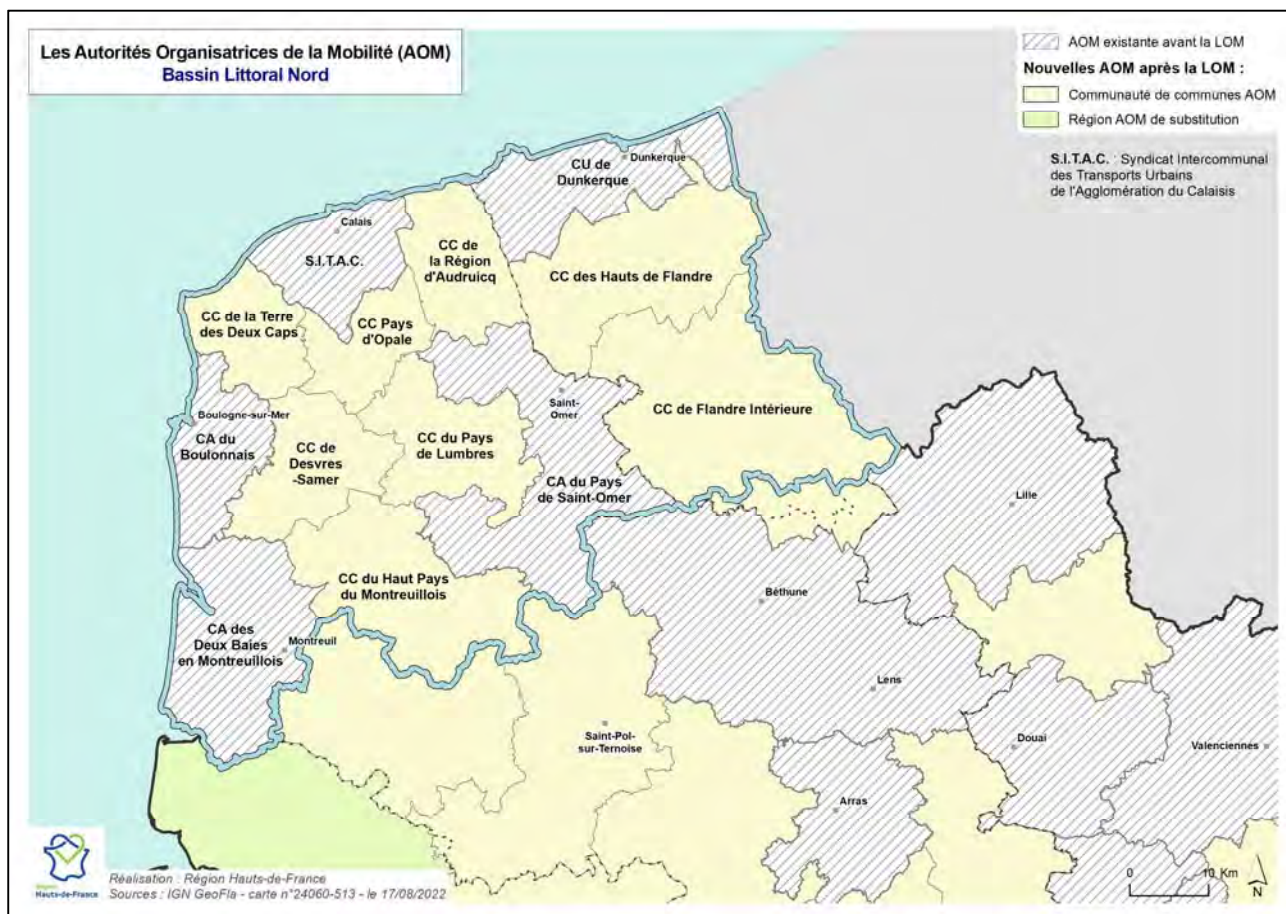 Les Autorités Organisatrices de la Mobilité (AOM)
Bassin Littoral Nord
AOM existante avant la LOM
Nouvelles AOM après la LOM :
Communauté de communes AOM
Région AOM de substitution
S.I.T.A.C. : Syndicat Intercommunal
des Transports Urbains
de l'Agglomération du Calaisis
CU de
Dunkerque
Dunkerque
Calais
S.I.T.A.C.
CC de
la Région
d'Audruicq
CC des Hauts de Flandre
CC de la Terre
des Deux Caps
CC Pays
d'Opale
Saint-
Omer
CC de Flandre Intérieure
Boulogne-sur-Mer
CA du
Boulonnais
CC de
Desvres
-Samer
CC du Pays
de Lumbres
CA du Pays
de Saint-Omer
Lille
CC du Haut Pays
du Montreuillois
Béthune
CA des
Deux Baies
en Montreuillois
Montreuil
Lens
Saint-Pol
-sur-Ternoise
Douai
Valenciennes
Arras
Région
Hauts-de-France
Réalisation : Région Hauts-de-France
Sources : IGN GeoFla - carte n°24060-513 - le 17/08/2022
0 10 Km
N